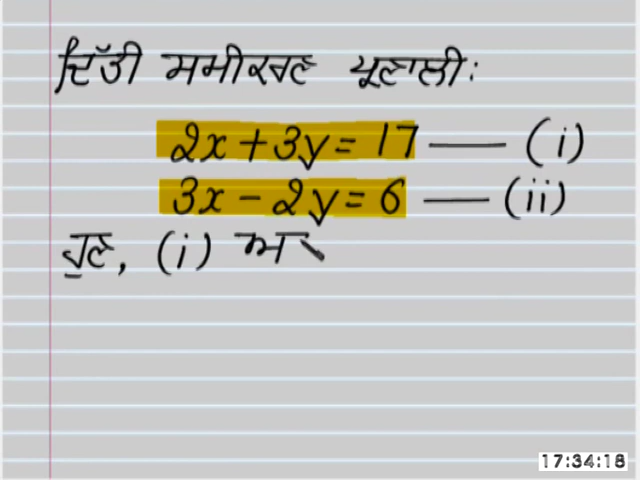 ਦਿੱਤੀ ਸਮੀਕਰਣ ਪ੍ਰਣਾਲੀ:
2x + 3y = 17 —— (i)
3x - 2y = 6 —— (ii)
ਹੁਣ, (i) ਅ
17:34:18